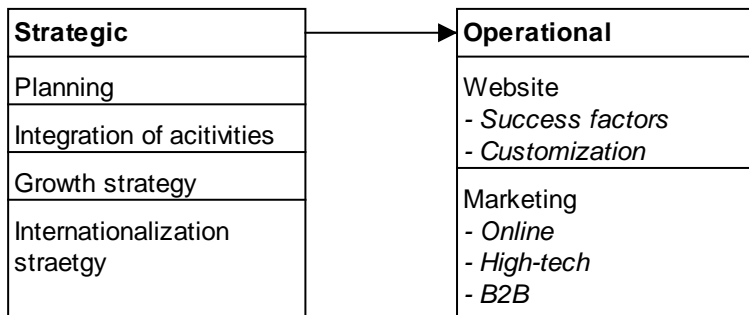 Strategic
Planning
Integration of acitivities
Growth strategy
Internationalization
straetgy
Operational
Website
- Success factors
- Customization
Marketing
- Online
- High-tech
- B2B